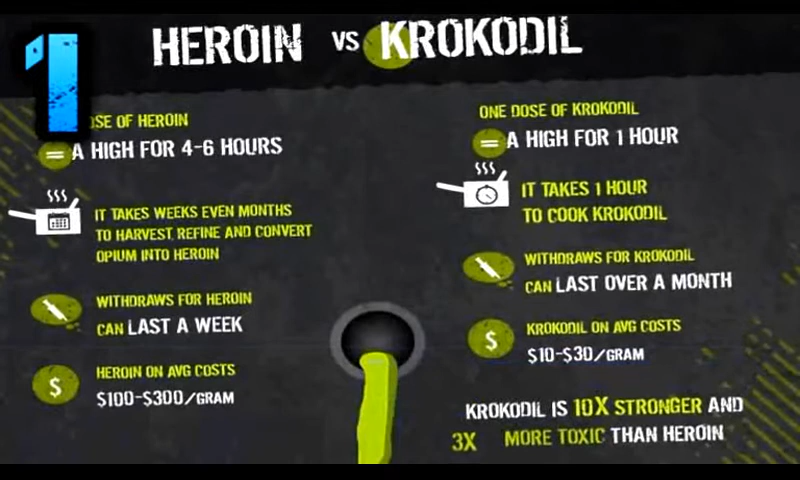 1
HEROIN VS KROKODIL
OSE OF HEROIN
= A HIGH FOR 4-6 HOURS
IT TAKES WEEKS EVEN MONTHS
TO HARVEST, REFINE AND CONVERT
OPIUM INTO HEROIN
WITHDRAWS FOR HEROIN
CAN LAST A WEEK
$
HEROIN ON AVG COSTS
$100-$300/GRAM
ONE DOSE OF KROKODIL
= A HIGH FOR 1 HOUR
IT TAKES 1 HOUR
TO COOK KROKODIL
WITHDRAWS FOR KROKODIL
CAN LAST OVER A MONTH
$
KROKODIL ON AVG COSTS
$10-$30/GRAM
KROKODIL IS 10X STRONGER AND
3X MORE TOXIC THAN HEROIN